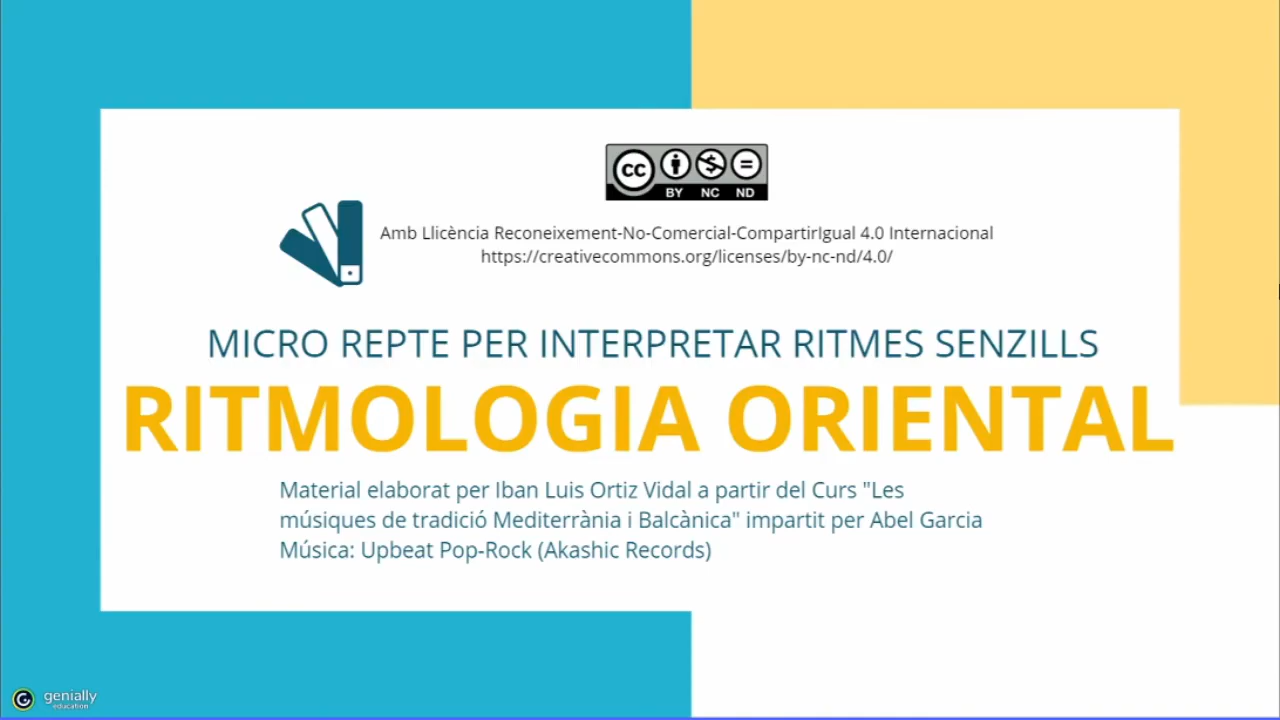 cc
BY NC ND
Amb Llicència Reconeixement-No-Comercial-CompartirIgual 4.0 Internacional
https://creativecommons.org/licenses/by-nc-nd/4.0/
MICRO REPTE PER INTERPRETAR RITMES SENZILLS
RITMOLOGIA ORIENTAL
Material elaborat per Iban Luis Ortiz Vidal a partir del Curs "Les
músiques de tradició Mediterrània i Balcànica" impartit per Abel Garcia
Música: Upbeat Pop-Rock (Akashic Records)
genially
education